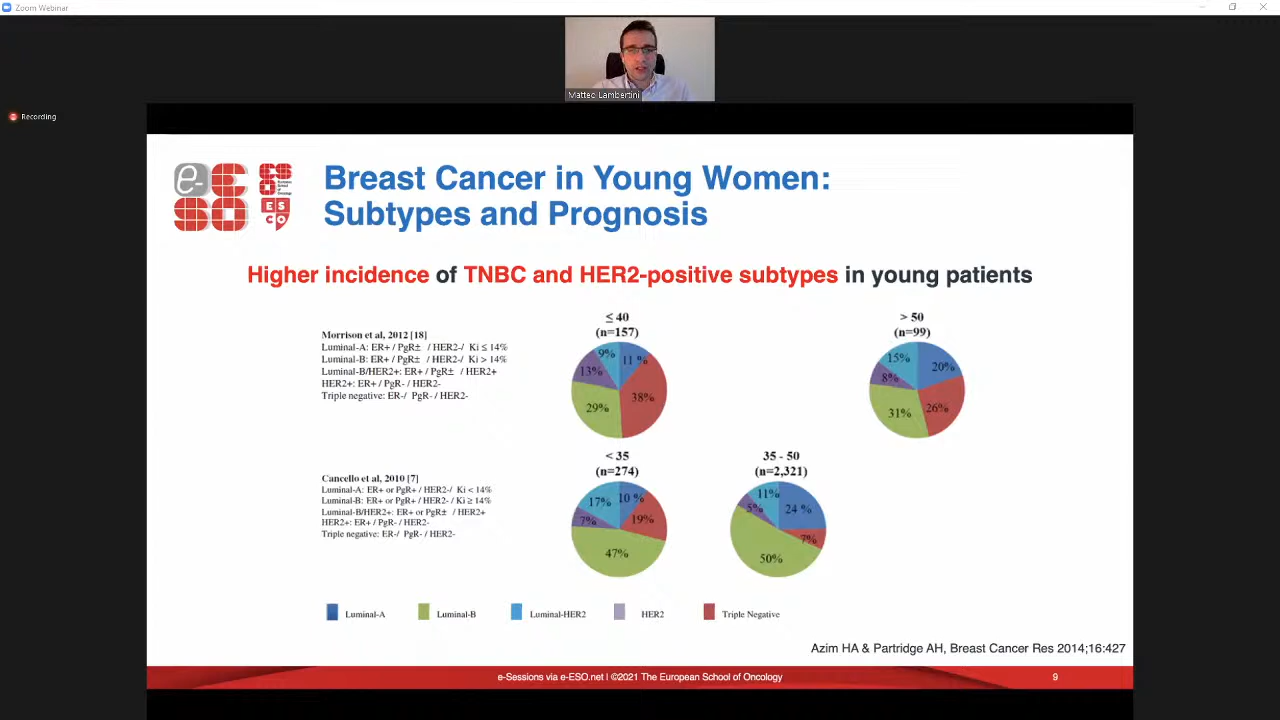 Zoom Webinar
Matteo Lambertini
Recording
e-ESO
ESCO
Breast Cancer in Young Women:
Subtypes and Prognosis
Higher incidence of TNBC and HER2-positive subtypes in young patients
Morrison et al, 2012 [18]
Luminal-A: ER+ / PgR± / HER2-/ Ki ≤ 14%
Luminal-B: ER+ / PgR± / HER2-/ Ki > 14%
Luminal-B/HER2+: ER+ / PgR± / HER2+
HER2+: ER+ / PgR- / HER2-
Triple negative: ER-/ PgR- / HER2-
≤ 40
(n=157)
9%
11 %
13%
38%
29%
> 50
(n=99)
15%
20%
8%
26%
31%
Cancello et al, 2010 [7]
Luminal-A: ER+ or PgR+ / HER2-/ Ki < 14%
Luminal-B: ER+ or PgR+ / HER2- / Ki ≥ 14%
Luminal-B/HER2+: ER+ or PgR± / HER2+
HER2+: ER+ / PgR- / HER2-
Triple negative: ER-/ PgR- / HER2-
< 35
(n=274)
17%
10 %
7%
19%
47%
35 - 50
(n=2,321)
11%
24 %
5%
7%
50%
Luminal-A
Luminal-B
Luminal-HER2
HER2
Triple Negative
Azim HA & Partridge AH, Breast Cancer Res 2014;16:427
e-Sessions via e-ESO.net I ©2021 The European School of Oncology
9